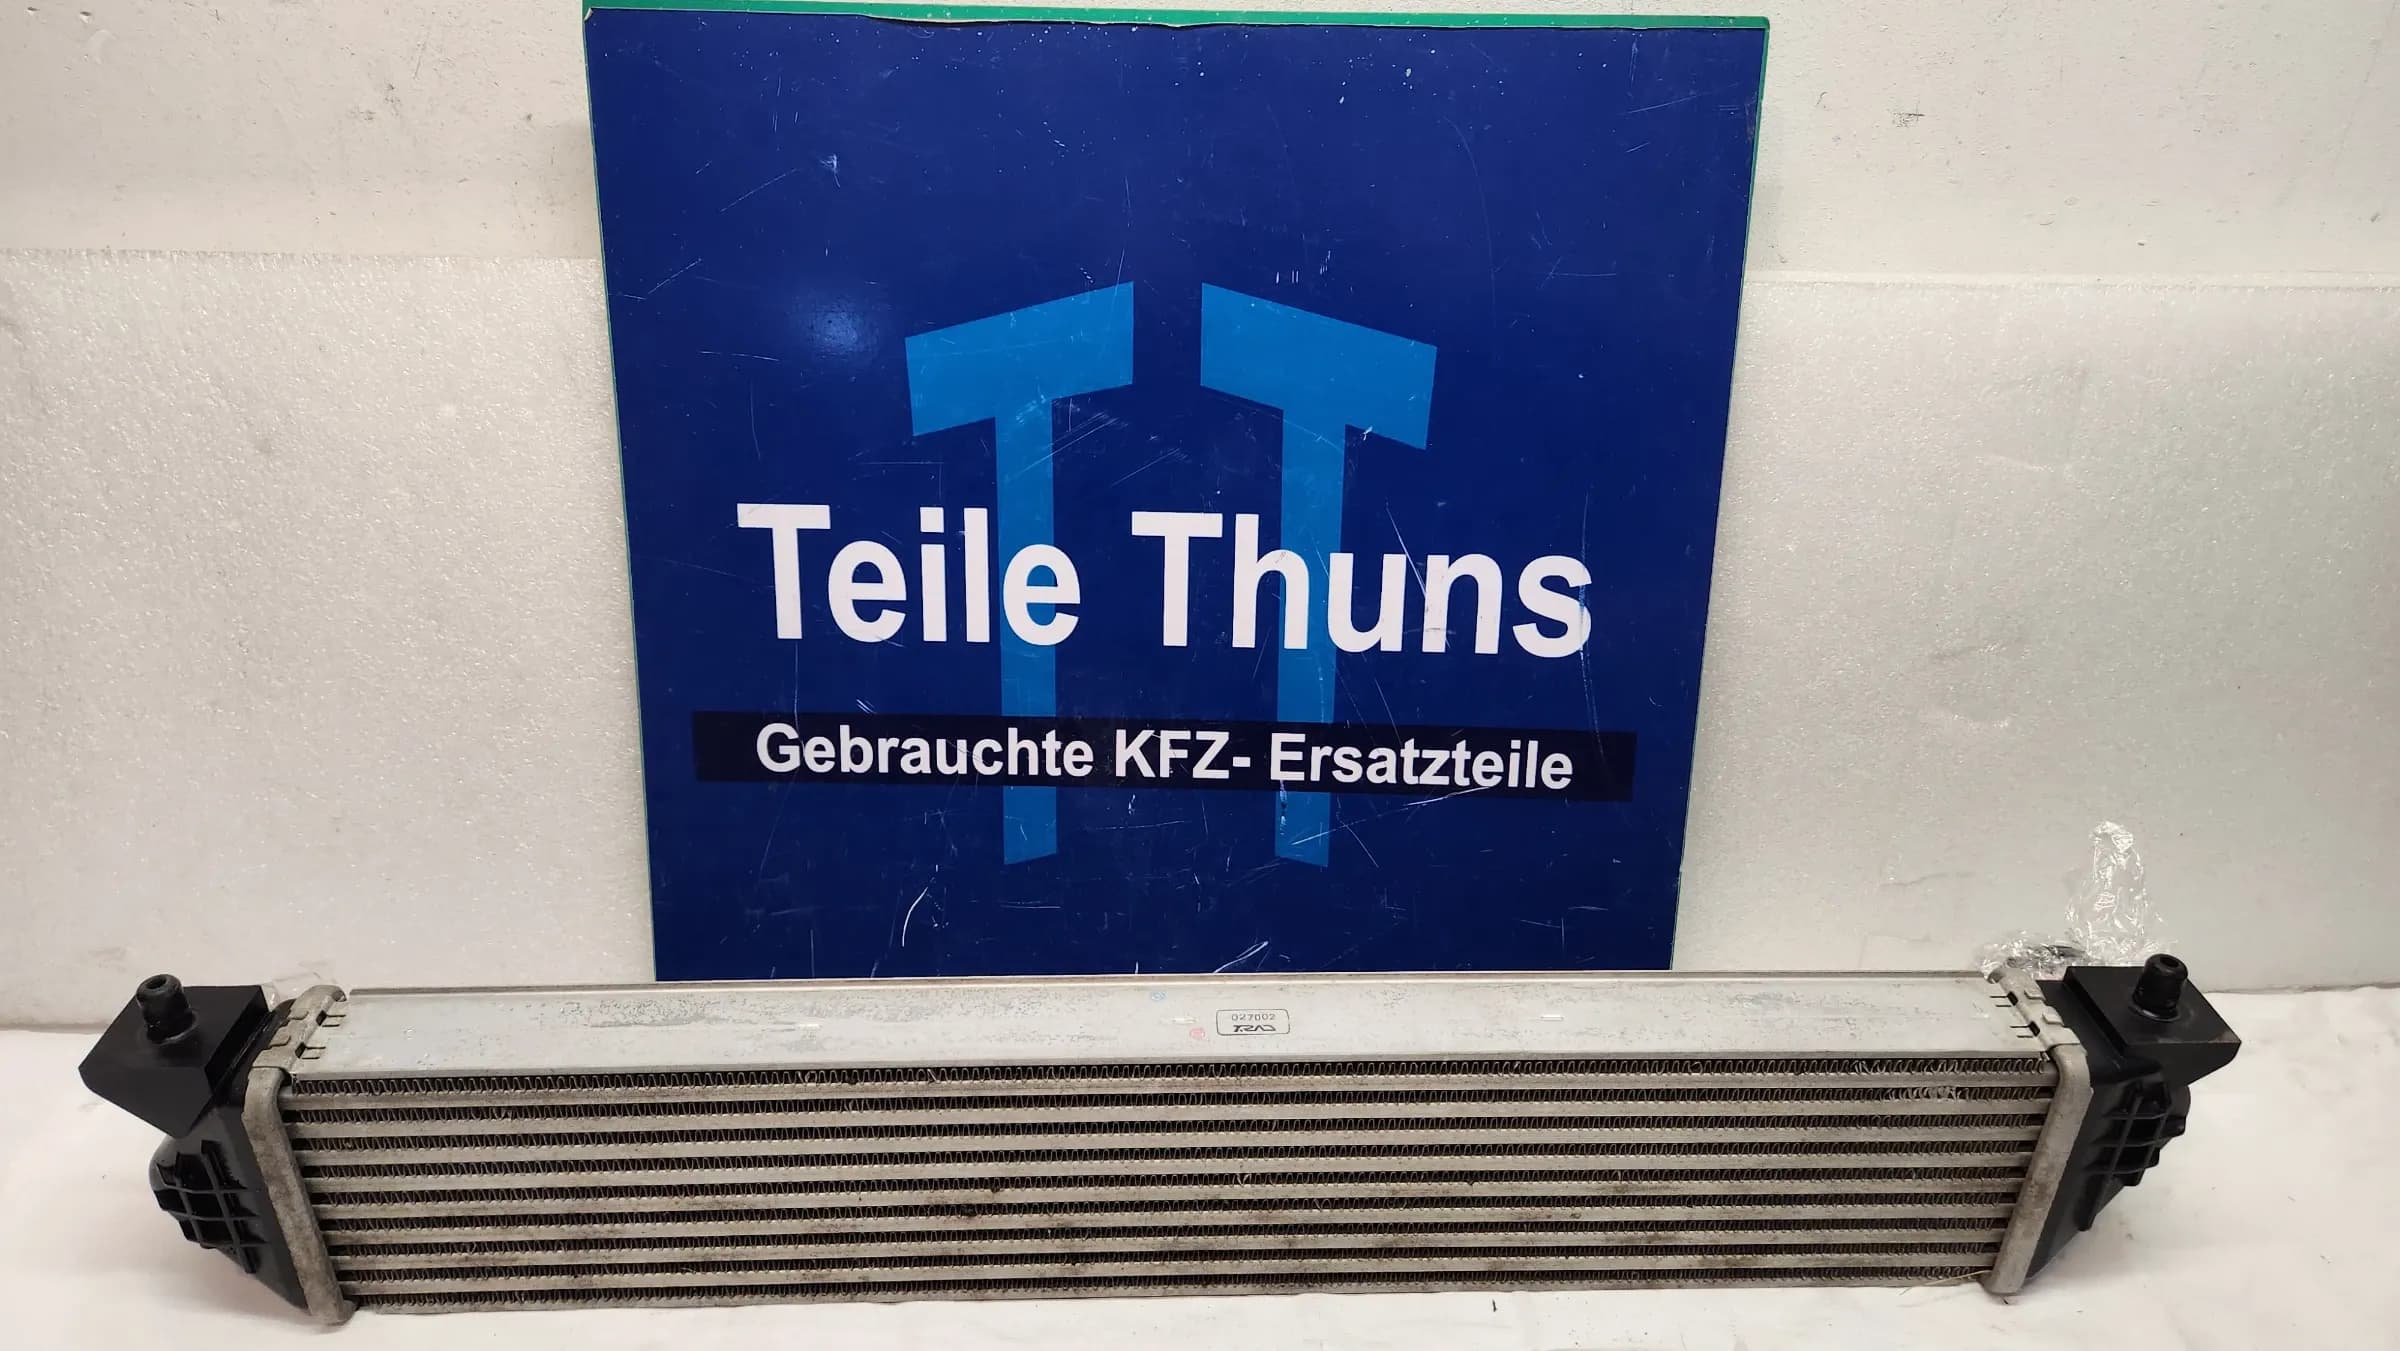 Teile Thuns
Gebrauchte KFZ- Ersatzteile
027002